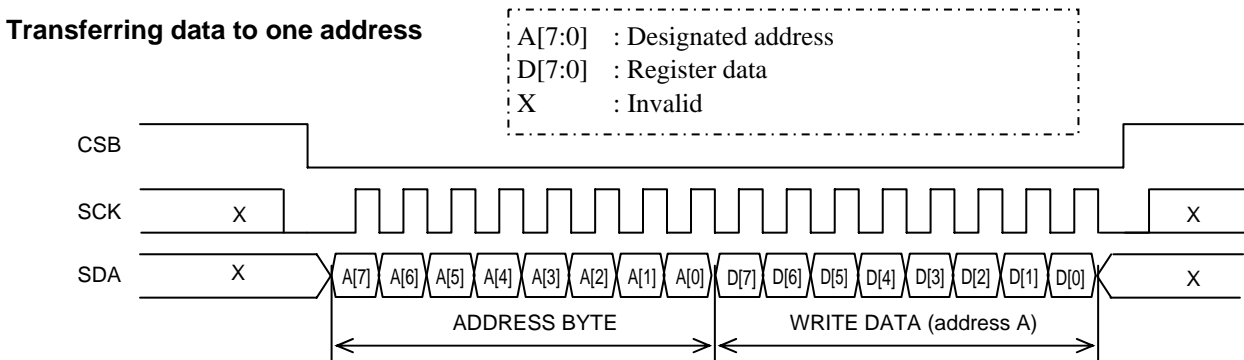 Transferring data to one address
A[7:0] : Designated address
D[7:0] : Register data
X : Invalid
CSB
SCK X X
SDA X A[7] A[6] A[5] A[4] A[3] A[2] A[1] A[0] D[7] D[6] D[5] D[4] D[3] D[2] D[1] D[0] X
ADDRESS BYTE WRITE DATA (address A)